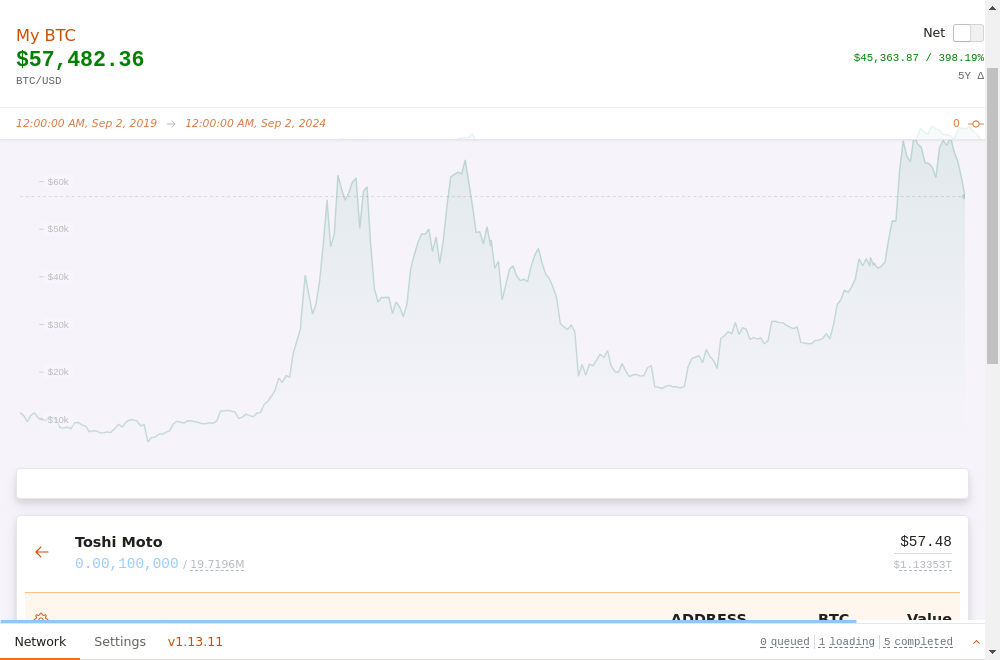 My BTC
Net
$57,482.36
$45,363.87 / 398.19%
BTC/USD
5Y Δ
12:00:00 AM, Sep 2, 2019 → 12:00:00 AM, Sep 2, 2024
0
$60k
$50k
$40k
$30k
$20k
$10k
Toshi Moto
$57.48
0.00,100,000 / 19.7196M
$1.13353T
ADDRESS BTC Value
Network Settings v1.13.11
0 queued 1 loading 5 completed